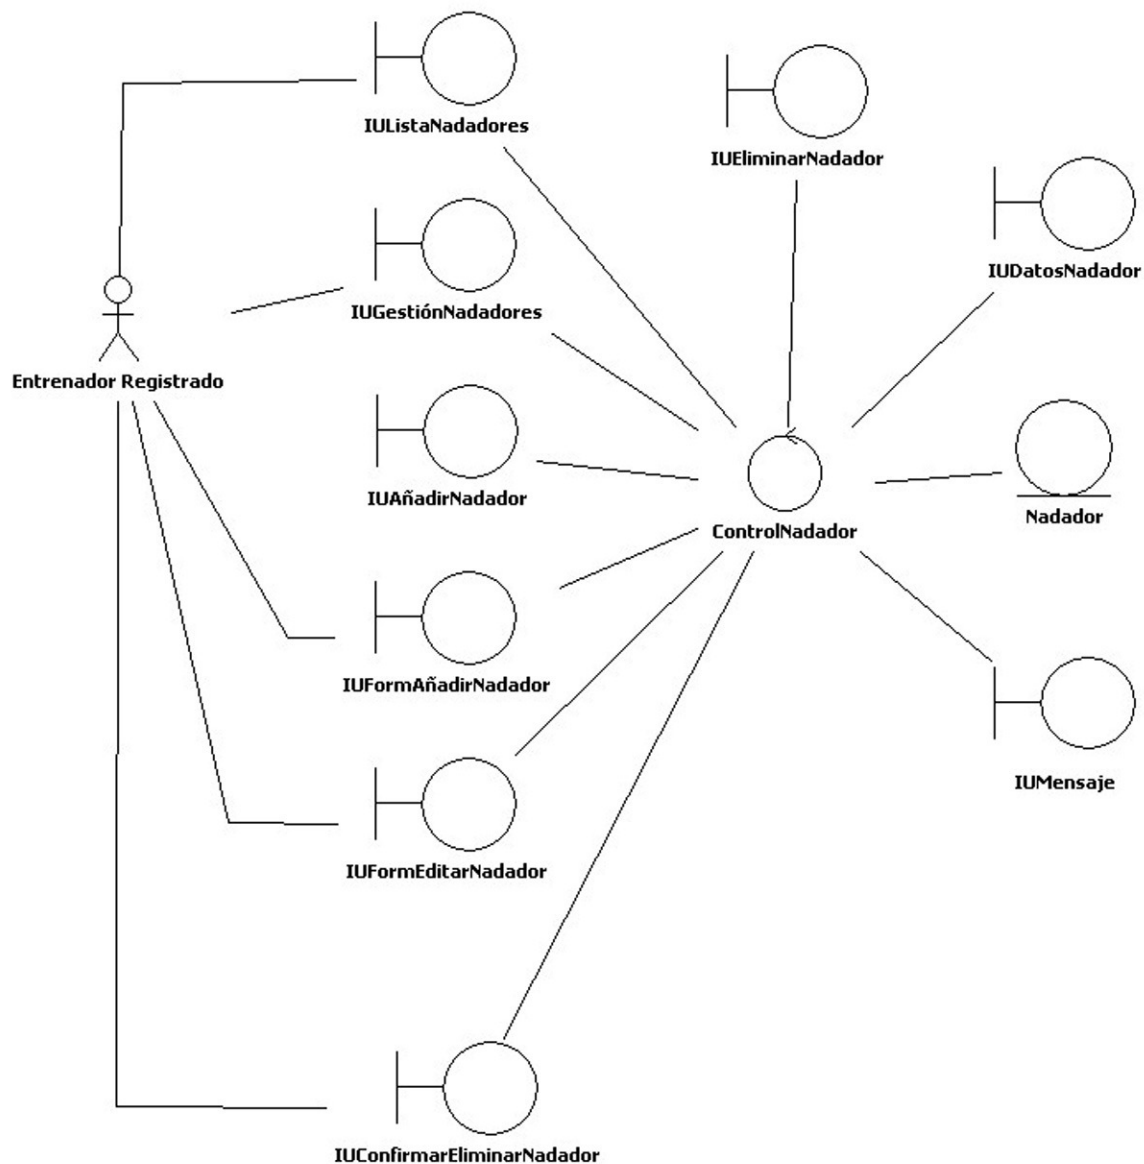 IUListaNadadores
IUEliminarNadador
IUDatosNadador
IUGestiónNadadores
Entrenador Registrado
IUAñadirNadador
Nadador
ControlNadador
IUFormAñadirNadador
IUMensaje
IUFormEditarNadador
IUConfirmarEliminarNadador